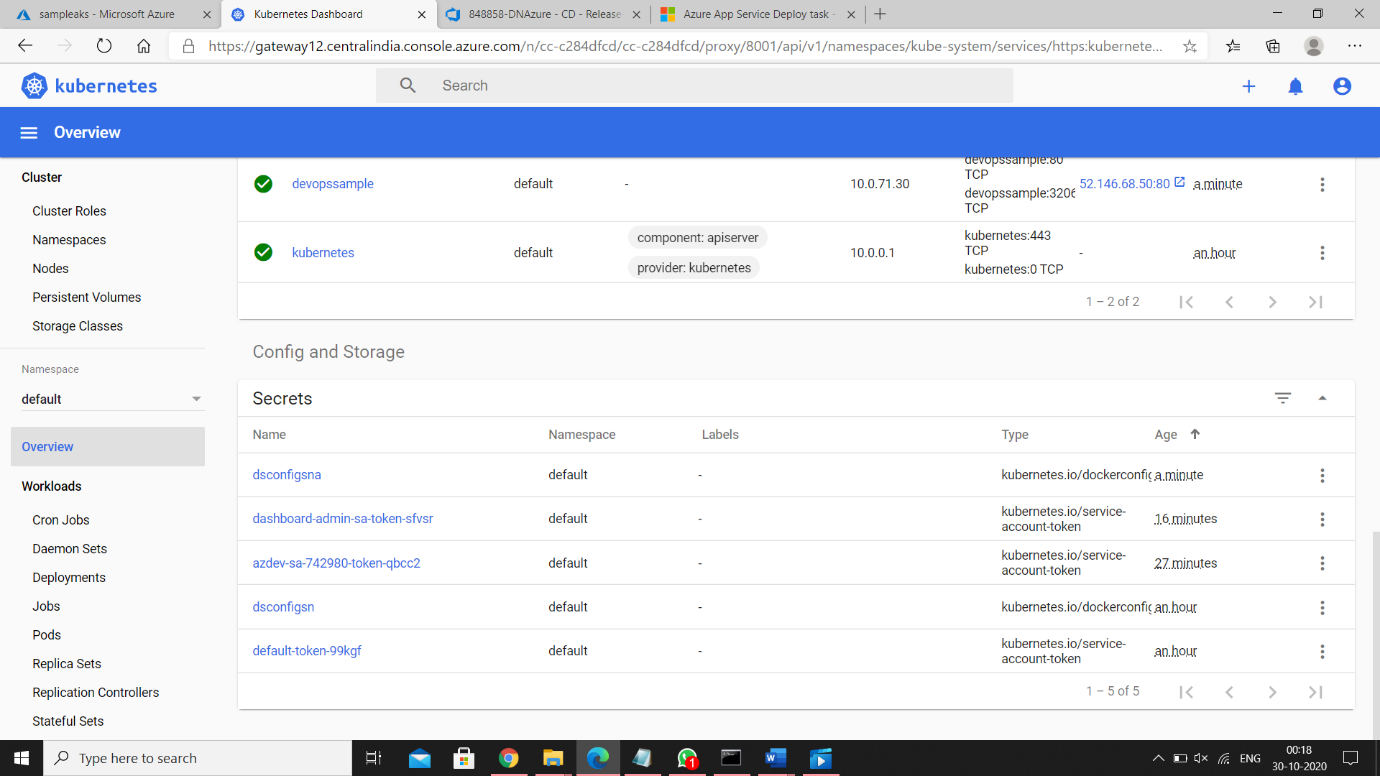 sampleaks - Microsoft Azure
Kubernetes Dashboard
848858-DNAzure - CD - Release-
Azure App Service Deploy task -
https://gateway12.centralindia.console.azure.com/n/cc-c284dfcd/cc-c284dfcd/proxy/8001/api/v1/namespaces/kube-system/services/https:kubernete...
kubernetes
Search
Overview
Cluster
Cluster Roles
Namespaces
Nodes
Persistent Volumes
Storage Classes
Namespace
default
Overview
Workloads
Cron Jobs
Daemon Sets
Deployments
Jobs
Pods
Replica Sets
Replication Controllers
Stateful Sets
devopssample default - 10.0.71.30 devopssample:80 TCP devopssample:3206 TCP 52.146.68.50:80 a minute
kubernetes default component: apiserver provider: kubernetes 10.0.0.1 kubernetes:443 TCP kubernetes:0 TCP - an hour
1 – 2 of 2
Config and Storage
Secrets
Name Namespace Labels Type Age
dsconfigsna default - kubernetes.io/dockerconfig a minute
dashboard-admin-sa-token-sfvsr default - kubernetes.io/service-account-token 16 minutes
azdev-sa-742980-token-qbcc2 default - kubernetes.io/service-account-token 27 minutes
dsconfigsn default - kubernetes.io/dockerconfig an hour
default-token-99kgf default - kubernetes.io/service-account-token an hour
1 – 5 of 5
Type here to search
1
ENG
00:18
30-10-2020